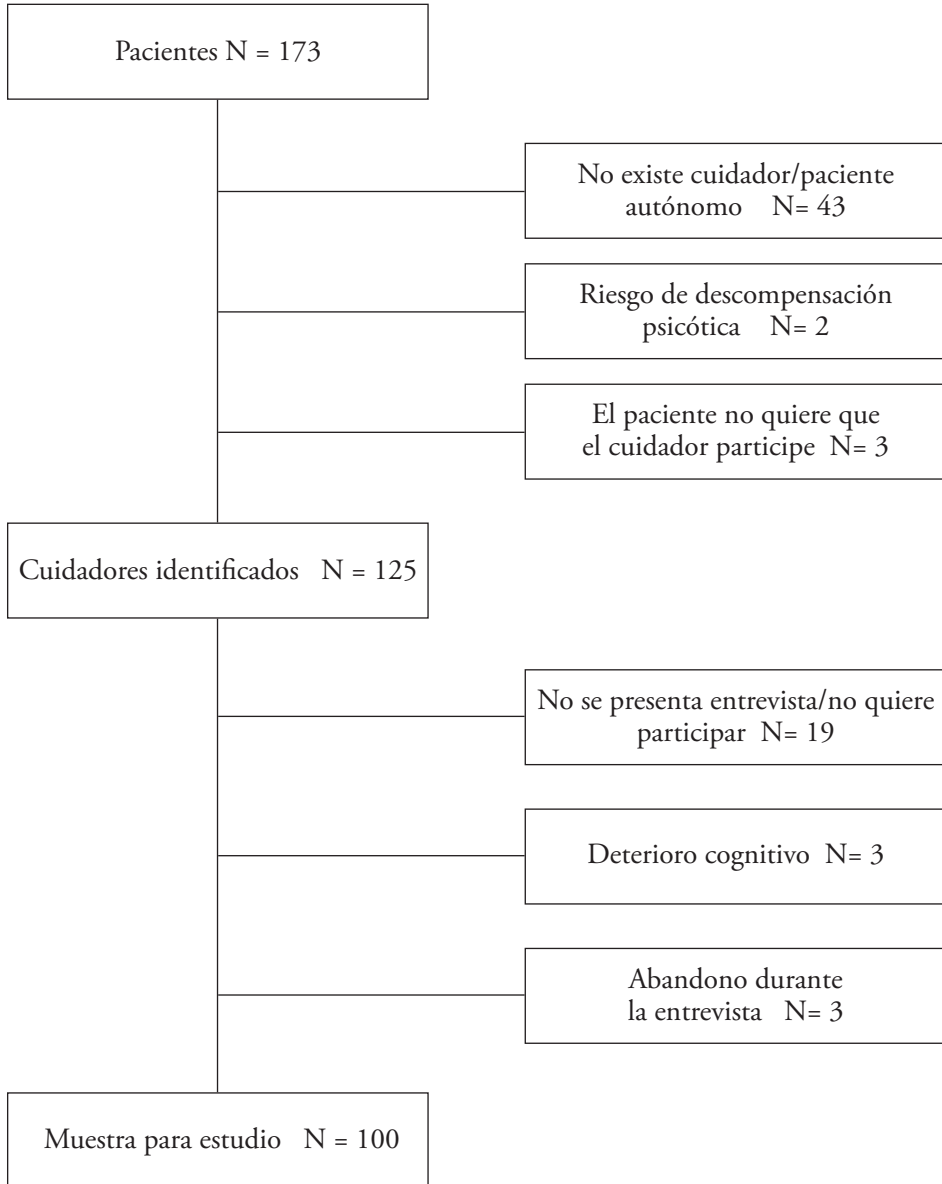 Pacientes N = 173
No existe cuidador/paciente
autónomo N= 43
Riesgo de descompensación
psicótica N= 2
El paciente no quiere que
el cuidador participe N= 3
Cuidadores identificados N = 125
No se presenta entrevista/no quiere
participar N= 19
Deterioro cognitivo N= 3
Abandono durante
la entrevista N= 3
Muestra para estudio N = 100